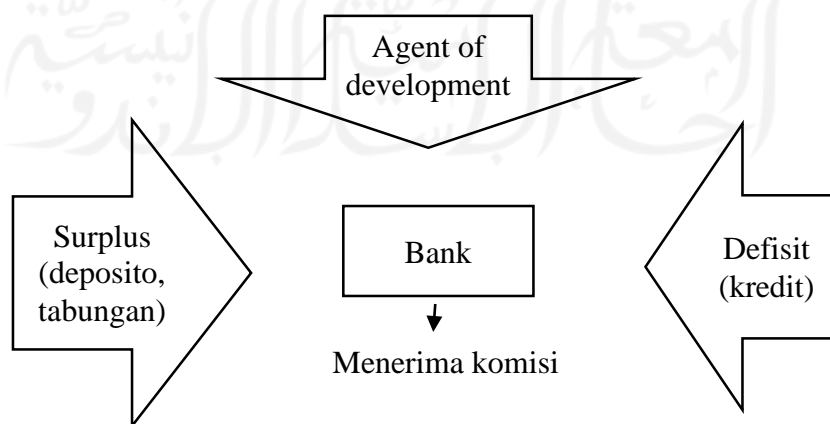 Agent of
development
Surplus
(deposito,
tabungan)
Bank
Menerima komisi
Defisit
(kredit)